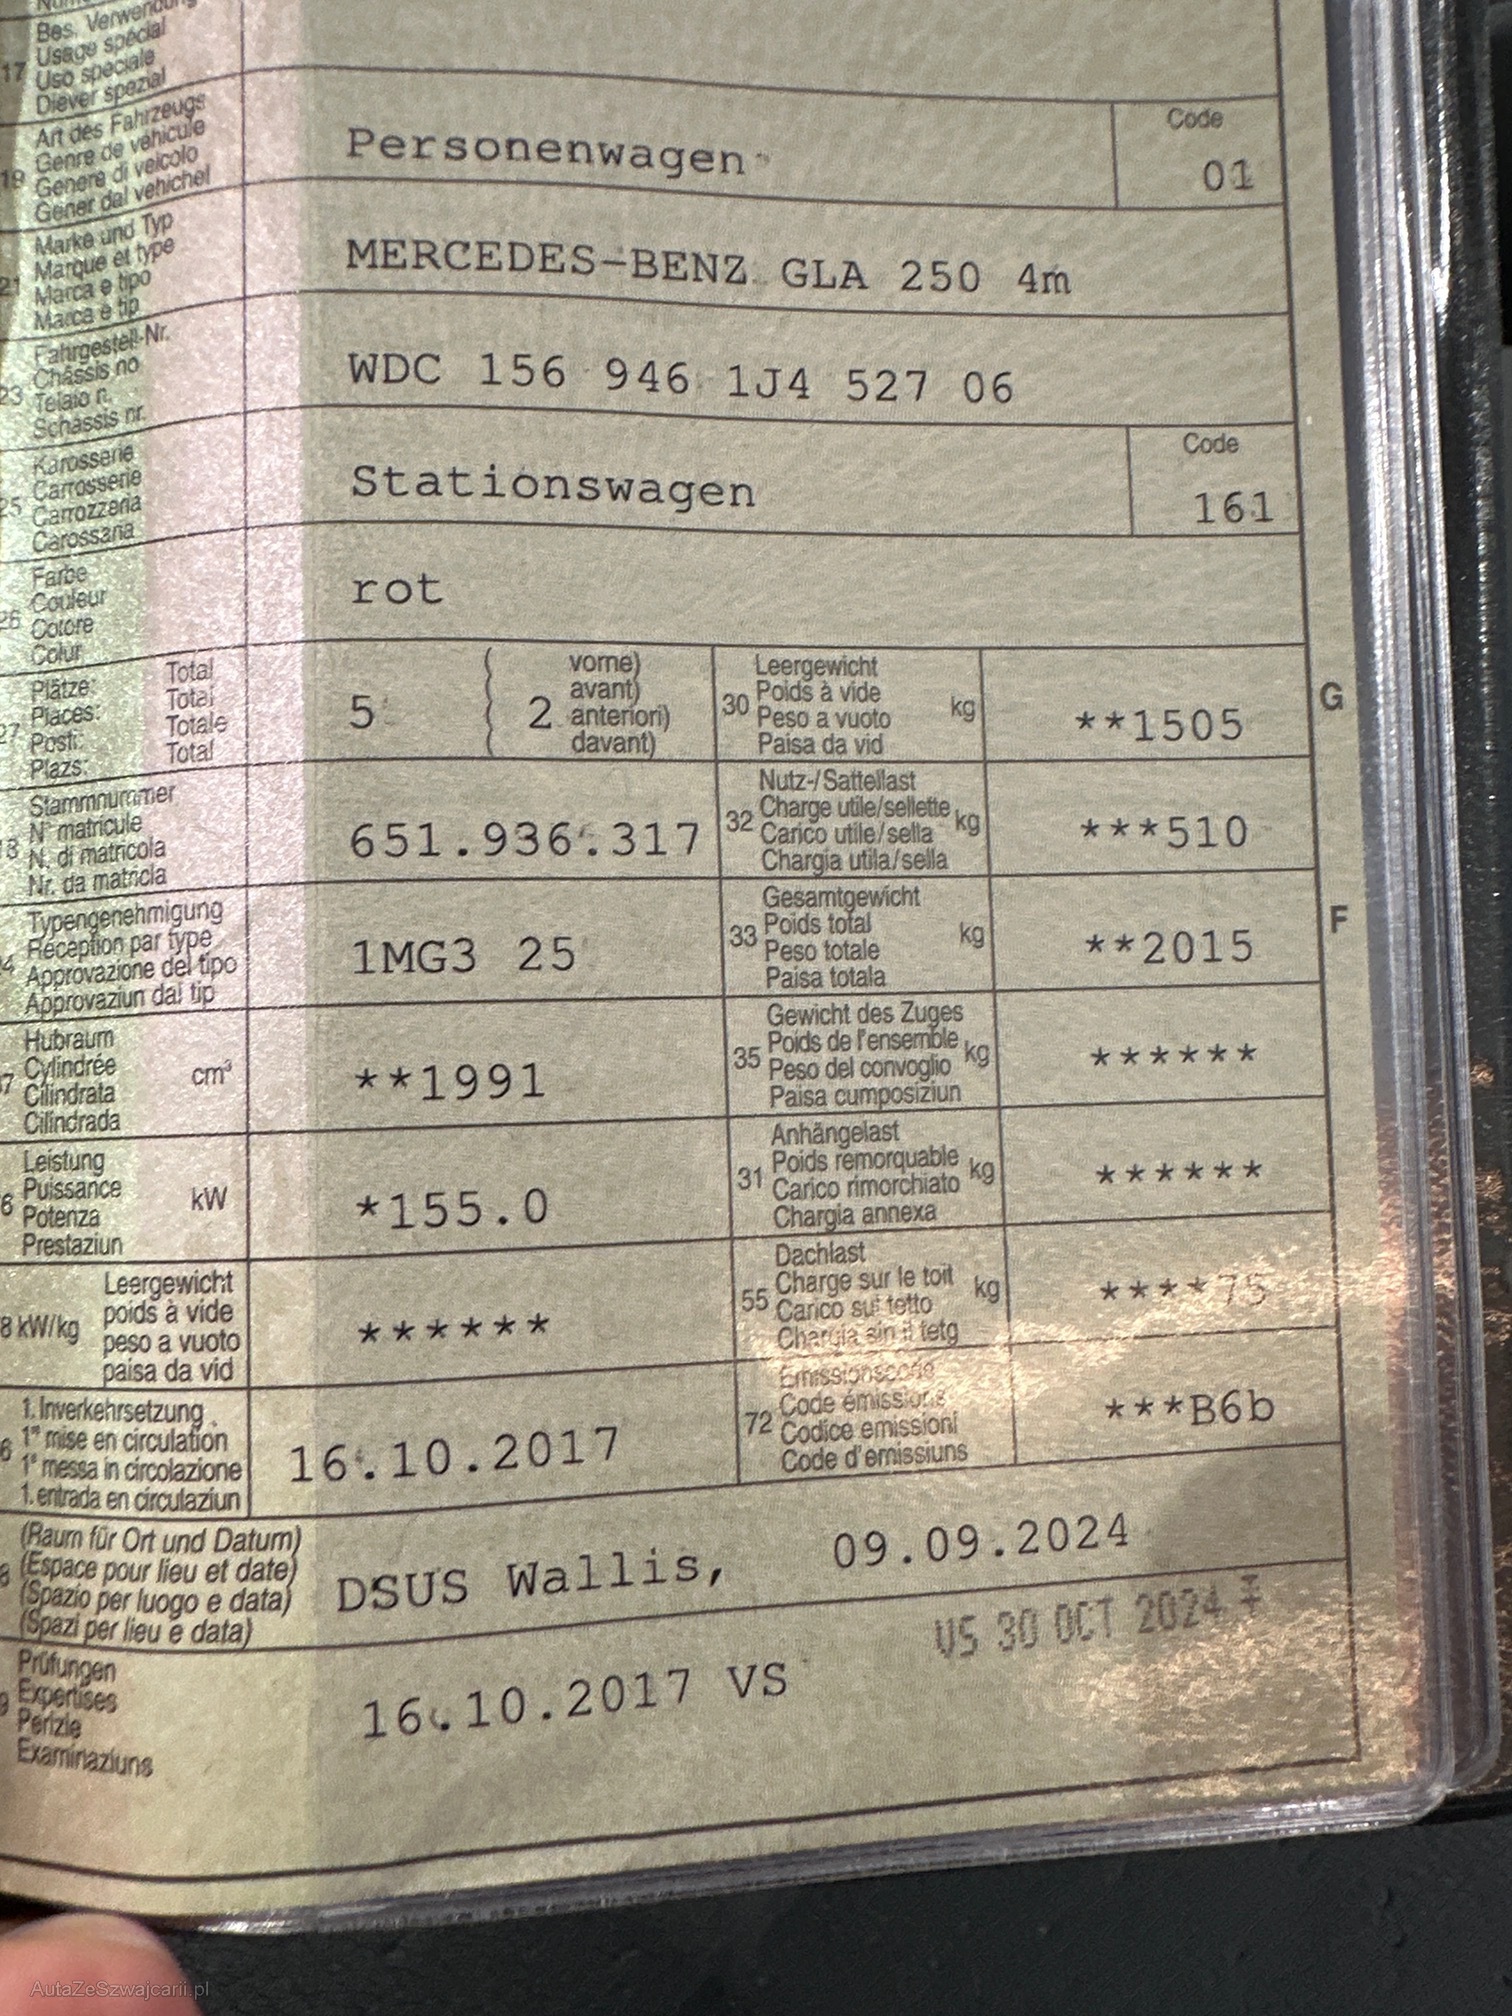 Bes. Verwendung
Usage spécial
17 Uso speciale
Diever spezial
Art des Fahrzeugs
Genre de véhicule
19 Genere di veicolo
Gener dal vehichel
Personenwagen
Code
01
Marke und Typ
Marque et type
21 Marca e tipo
Marca e tip
MERCEDES-BENZ GLA 250 4m
Fahrgestell-Nr.
Châssis no
23 Telaio n.
Schassis nr.
WDC 156 946 1J4 527 06
Karosserie
Carrosserie
25 Carrozzeria
Carossaria
Stationswagen
Code
161
Farbe
Couleur
26 Colore
Colur
rot
Plätze: Total
Places: Total
27 Posti: Totale
Plazs: Total
5 ( 2 vorne)
avant)
anteriori)
davant)
Leergewicht
30 Poids à vide kg
Peso a vuoto
Paisa da vid
**1505
G
Stammnummer
N° matricule
N. di matricola
Nr. da matricla
651.936.317
Nutz-/Sattellast
32 Charge utile/sellette kg
Carico utile/sella
Chargia utila/sella
***510
Typengenehmigung
Réception par type
Approvazione del tipo
Approvaziun dal tip
1MG3 25
Gesamtgewicht
33 Poids total kg
Peso totale
Paisa totala
**2015
F
Hubraum
Cylindrée cm³
7 Cilindrata
Cilindrada
**1991
Gewicht des Zuges
35 Poids de l'ensemble kg
Peso del convoglio
Paisa cumposiziun
******
Leistung
6 Puissance kW
Potenza
Prestaziun
*155.0
Anhängelast
31 Poids remorquable kg
Carico rimorchiato
Chargia annexa
******
Leergewicht
8 kW/kg poids à vide
peso a vuoto
paisa da vid
******
Dachlast
55 Charge sur le toit kg
Carico sul tetto
Chargia sin il tetg
****75
1. Inverkehrsetzung
6 1re mise en circulation
1a messa in circolazione
1. entrada en circulaziun
16.10.2017
Emissionscode
72 Code émissions
Codice emissioni
Code d'emissiuns
***B6b
(Raum für Ort und Datum)
8 (Espace pour lieu et date)
(Spazio per luogo e data)
(Spazi per lieu e data)
DSUS Wallis, 09.09.2024
Prüfungen
9 Expertises
Perizie
Examinaziuns
16.10.2017 VS
US 30 OCT 2024
AutaZeSzwajcarii.pl